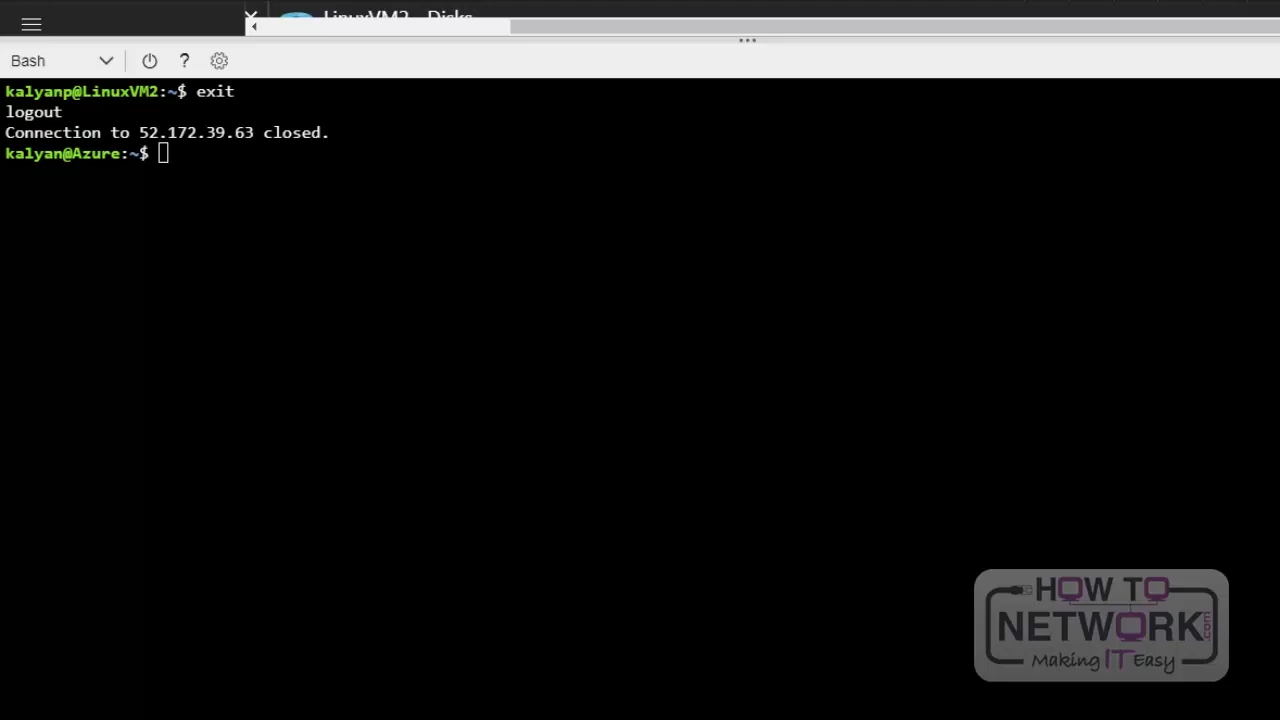 LinuxVM2 - Disks
Bash
?
kalyanp@LinuxVM2:~$ exit
logout
Connection to 52.172.39.63 closed.
kalyan@Azure:~$
HOW TO
NETWORK.com
Making IT Easy